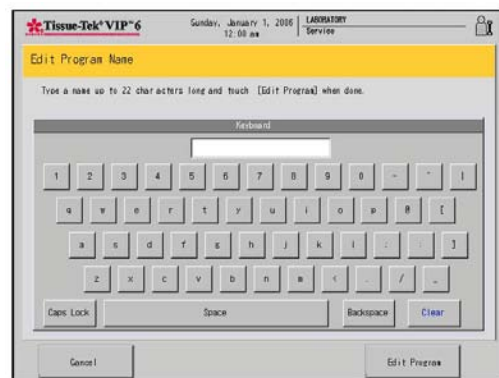 Tissue-Tek® VIP™ 6
Sunday, January 1, 2006
12:00 am
LABORATORY
Service
Edit Program Name
Type a name up to 22 characters long and touch [Edit Program] when done.
Keyboard
1 2 3 4 5 6 7 8 9 0 - ^ |
q w e r t y u i o p @ [
a s d f g h j k l ; : ]
z x c v b n m < . / _
Caps Lock Space Backspace Clear
Cancel Edit Program